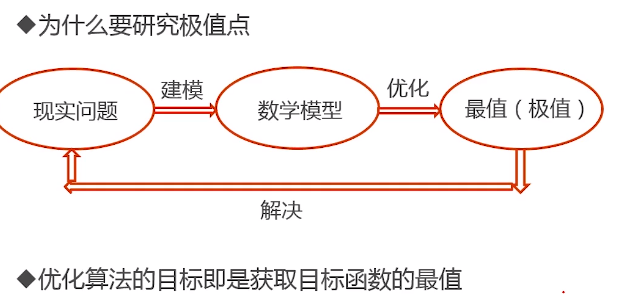 ◆为什么要研究极值点
建模
优化
现实问题
数学模型
最值（极值）
解决
◆优化算法的目标即是获取目标函数的最值